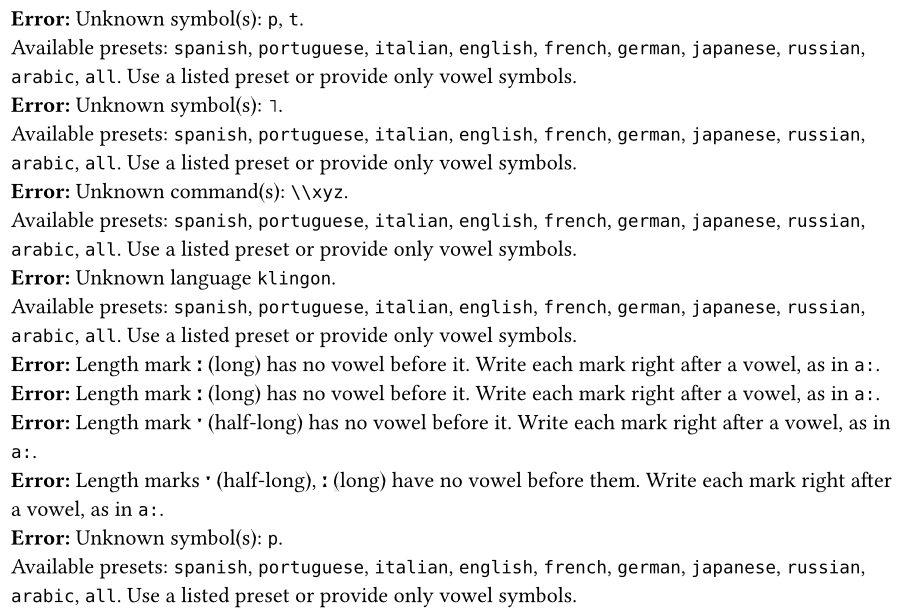 Error: Unknown symbol(s): p, t.
Available presets: spanish, portuguese, italian, english, french, german, japanese, russian,
arabic, all. Use a listed preset or provide only vowel symbols.
Error: Unknown symbol(s): ˥.
Available presets: spanish, portuguese, italian, english, french, german, japanese, russian,
arabic, all. Use a listed preset or provide only vowel symbols.
Error: Unknown command(s): \\xyz.
Available presets: spanish, portuguese, italian, english, french, german, japanese, russian,
arabic, all. Use a listed preset or provide only vowel symbols.
Error: Unknown language klingon.
Available presets: spanish, portuguese, italian, english, french, german, japanese, russian,
arabic, all. Use a listed preset or provide only vowel symbols.
Error: Length mark ː (long) has no vowel before it. Write each mark right after a vowel, as in a:.
Error: Length mark ː (long) has no vowel before it. Write each mark right after a vowel, as in a:.
Error: Length mark ˑ (half-long) has no vowel before it. Write each mark right after a vowel, as in
a:.
Error: Length marks ˑ (half-long), ː (long) have no vowel before them. Write each mark right after
a vowel, as in a:.
Error: Unknown symbol(s): p.
Available presets: spanish, portuguese, italian, english, french, german, japanese, russian,
arabic, all. Use a listed preset or provide only vowel symbols.